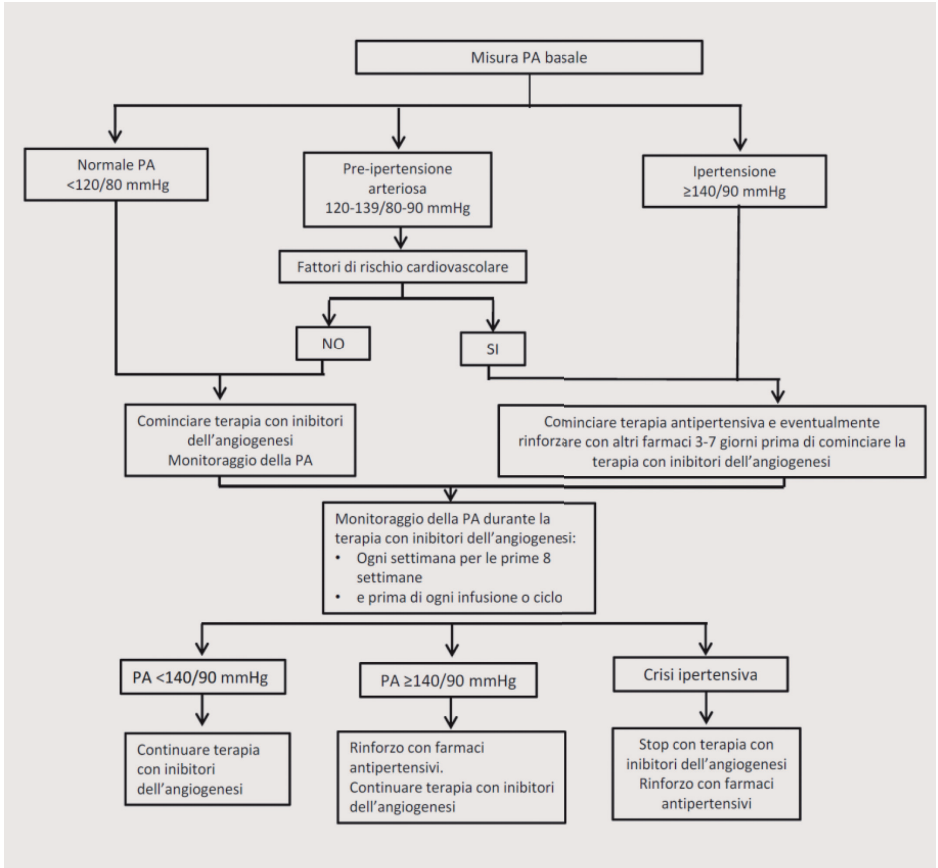 Misura PA basale
Normale PA
<120/80 mmHg
Pre-ipertensione
arteriosa
120-139/80-90 mmHg
Ipertensione
≥140/90 mmHg
Fattori di rischio cardiovascolare
NO
SI
Cominciare terapia con inibitori
dell’angiogenesi
Monitoraggio della PA
Cominciare terapia antipertensiva e eventualmente
rinforzare con altri farmaci 3-7 giorni prima di cominciare la
terapia con inibitori dell’angiogenesi
Monitoraggio della PA durante la
terapia con inibitori dell’angiogenesi:
• Ogni settimana per le prime 8
settimane
• e prima di ogni infusione o ciclo
PA <140/90 mmHg
PA ≥140/90 mmHg
Crisi ipertensiva
Continuare terapia
con inibitori
dell’angiogenesi
Rinforzo con farmaci
antipertensivi.
Continuare terapia con inibitori
dell’angiogenesi
Stop con terapia con
inibitori dell’angiogenesi
Rinforzo con farmaci
antipertensivi